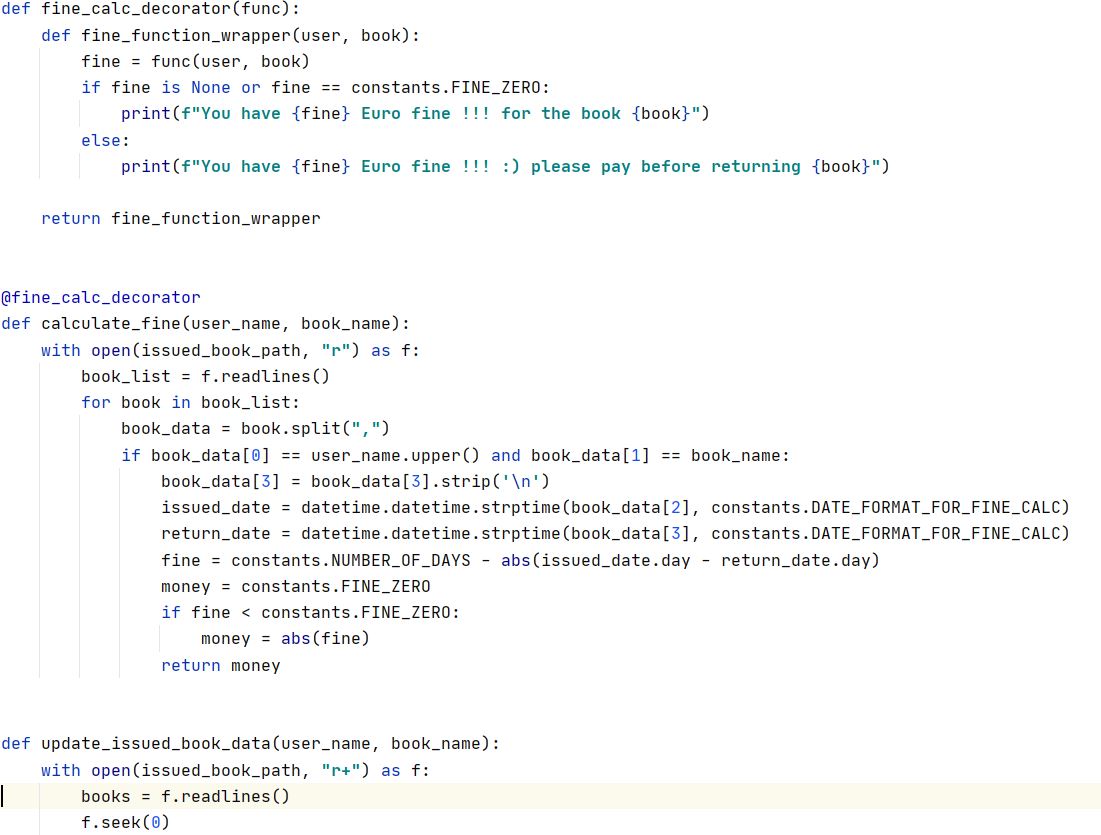 def fine_calc_decorator(func):
    def fine_function_wrapper(user, book):
        fine = func(user, book)
        if fine is None or fine == constants.FINE_ZERO:
            print(f"You have {fine} Euro fine !!! for the book {book}")
        else:
            print(f"You have {fine} Euro fine !!! :) please pay before returning {book}")

    return fine_function_wrapper


@fine_calc_decorator
def calculate_fine(user_name, book_name):
    with open(issued_book_path, "r") as f:
        book_list = f.readlines()
        for book in book_list:
            book_data = book.split(",")
            if book_data[0] == user_name.upper() and book_data[1] == book_name:
                book_data[3] = book_data[3].strip('\n')
                issued_date = datetime.datetime.strptime(book_data[2], constants.DATE_FORMAT_FOR_FINE_CALC)
                return_date = datetime.datetime.strptime(book_data[3], constants.DATE_FORMAT_FOR_FINE_CALC)
                fine = constants.NUMBER_OF_DAYS - abs(issued_date.day - return_date.day)
                money = constants.FINE_ZERO
                if fine < constants.FINE_ZERO:
                    money = abs(fine)
                return money


def update_issued_book_data(user_name, book_name):
    with open(issued_book_path, "r+") as f:
        books = f.readlines()
        f.seek(0)